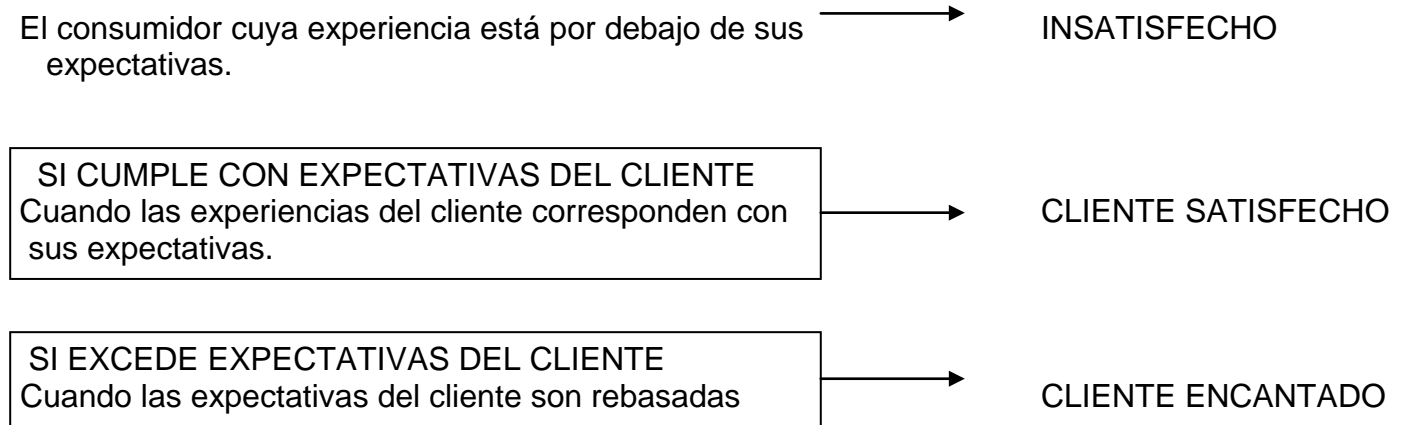 El consumidor cuya experiencia está por debajo de sus
expectativas.
INSATISFECHO
SI CUMPLE CON EXPECTATIVAS DEL CLIENTE
Cuando las experiencias del cliente corresponden con
sus expectativas.
CLIENTE SATISFECHO
SI EXCEDE EXPECTATIVAS DEL CLIENTE
Cuando las expectativas del cliente son rebasadas
CLIENTE ENCANTADO